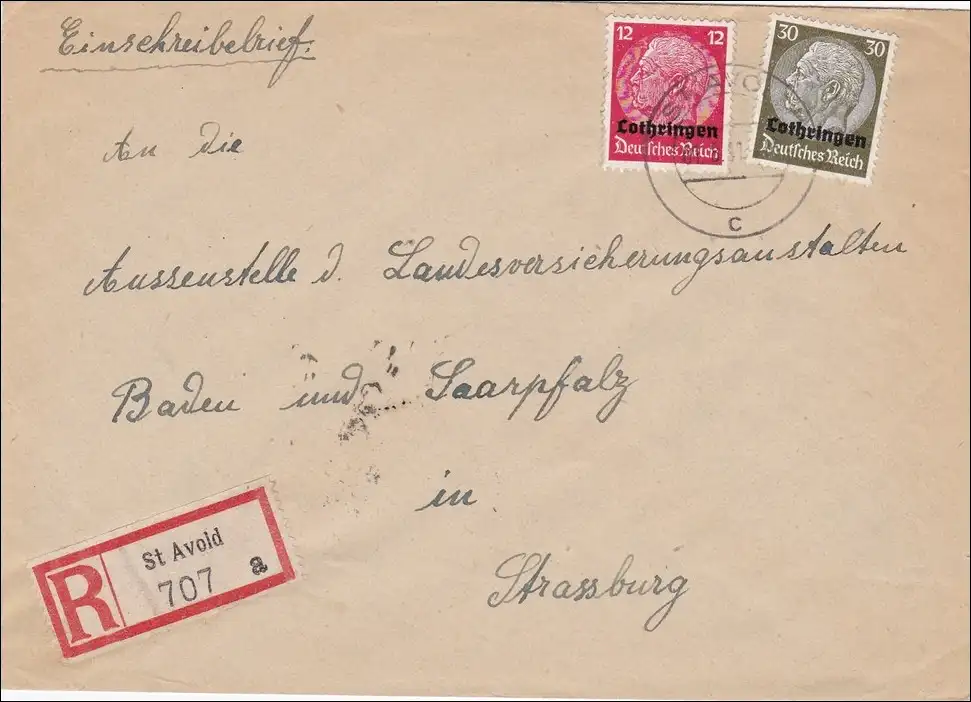 Einschreibebrief.
12 12
Lothringen
Deutsches Reich
30 30
Lothringen
Deutsches Reich
c
An die
Aussenstelle d. Landesversicherungsanstalten
Baden und Saarpfalz
in
Strassburg
R
St Avold
707 a